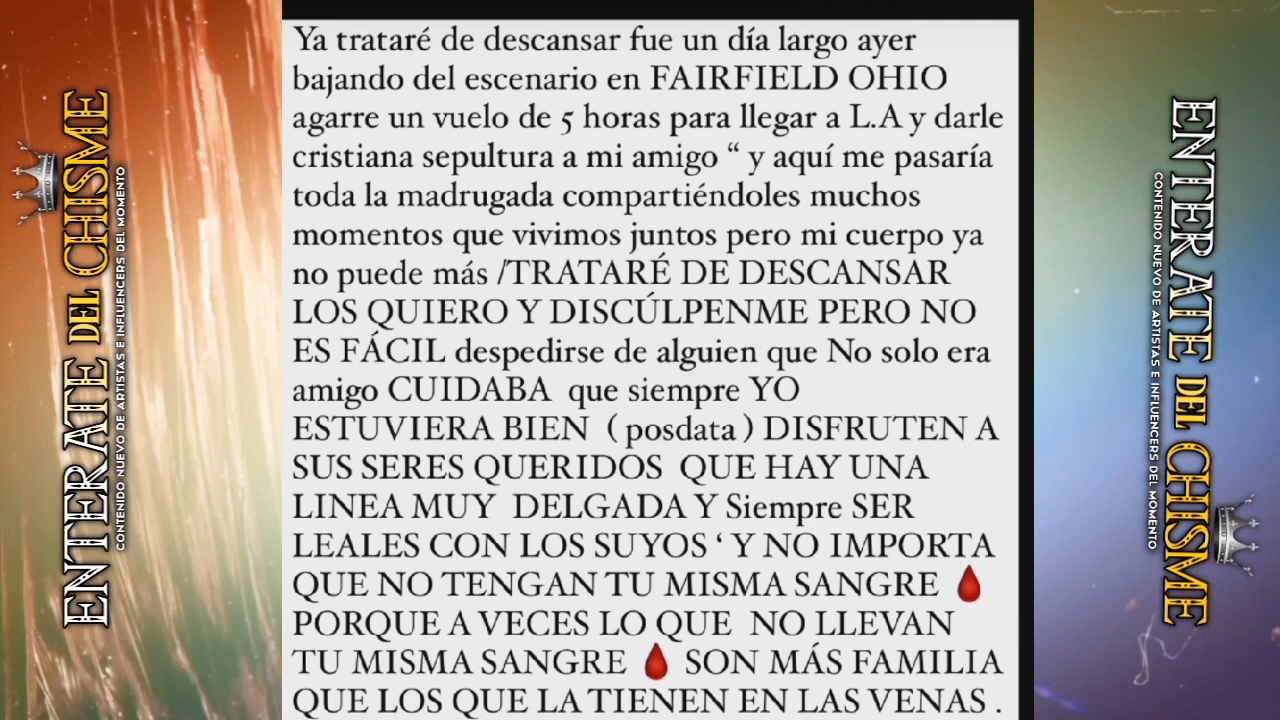 Ya trataré de descansar fue un día largo ayer
bajando del escenario en FAIRFIELD OHIO
agarre un vuelo de 5 horas para llegar a L.A y darle
cristiana sepultura a mi amigo “ y aquí me pasaría
toda la madrugada compartiéndoles muchos
momentos que vivimos juntos pero mi cuerpo ya
no puede más /TRATARÉ DE DESCANSAR
LOS QUIERO Y DISCÚLPENME PERO NO
ES FÁCIL despedirse de alguien que No solo era
amigo CUIDABA que siempre YO
ESTUVIERA BIEN ( posdata ) DISFRUTEN A
SUS SERES QUERIDOS QUE HAY UNA
LINEA MUY DELGADA Y Siempre SER
LEALES CON LOS SUYOS ‘ Y NO IMPORTA
QUE NO TENGAN TU MISMA SANGRE 🩸
PORQUE A VECES LO QUE NO LLEVAN
TU MISMA SANGRE 🩸 SON MÁS FAMILIA
QUE LOS QUE LA TIENEN EN LAS VENAS .
ENTERATE DEL CHISME
CONTENIDO NUEVO DE ARTISTAS E INFLUENCERS DEL MOMENTO
ENTERATE DEL CHISME
CONTENIDO NUEVO DE ARTISTAS E INFLUENCERS DEL MOMENTO